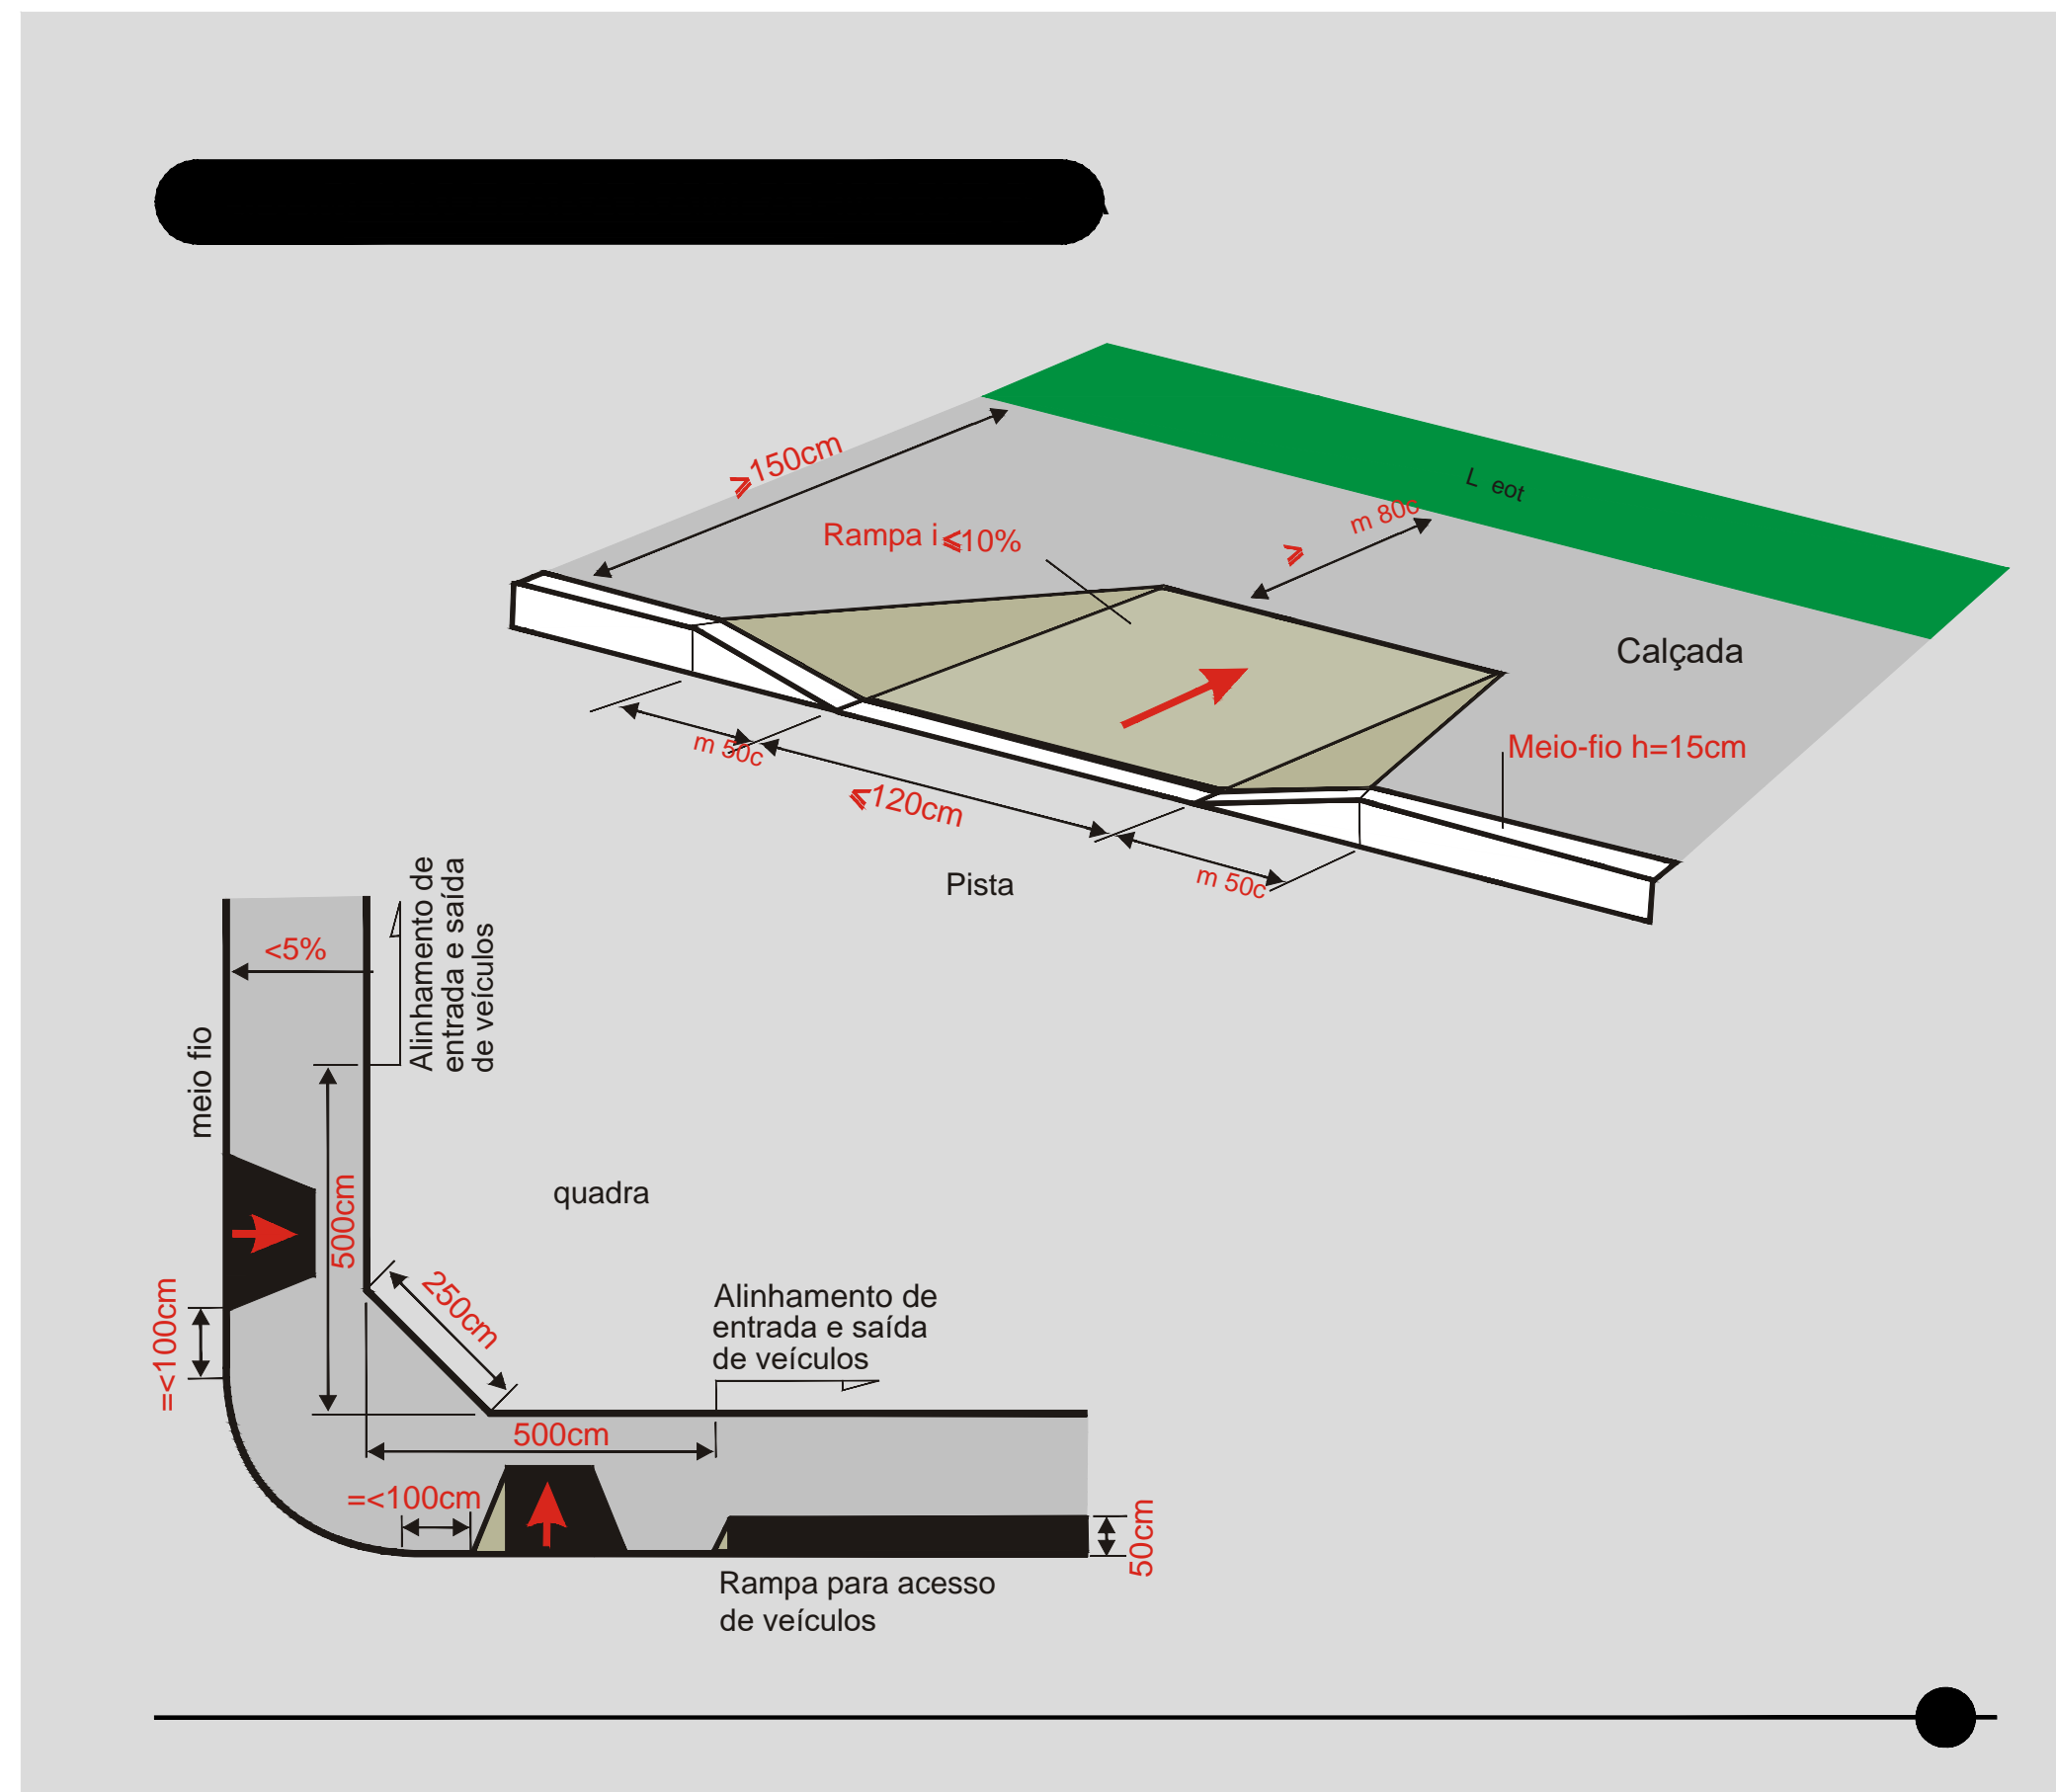 ⩾150cm
L eot
m 80c
⩾
Rampa i⩽10%
Calçada
Meio-fio h=15cm
m 50c
⩽120cm
m 50c
Pista
Alinhamento de
entrada e saída
de veículos
<5%
meio fio
500cm
quadra
250cm
=<100cm
Alinhamento de
entrada e saída
de veículos
500cm
=<100cm
50cm
Rampa para acesso
de veículos